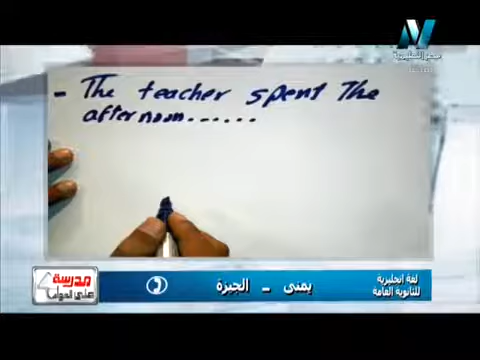 - The teacher spent The
afternoon......
مدرسة
على الهواء
يمنى - الجيزة
لغة انجليزية
للثانوية العامة